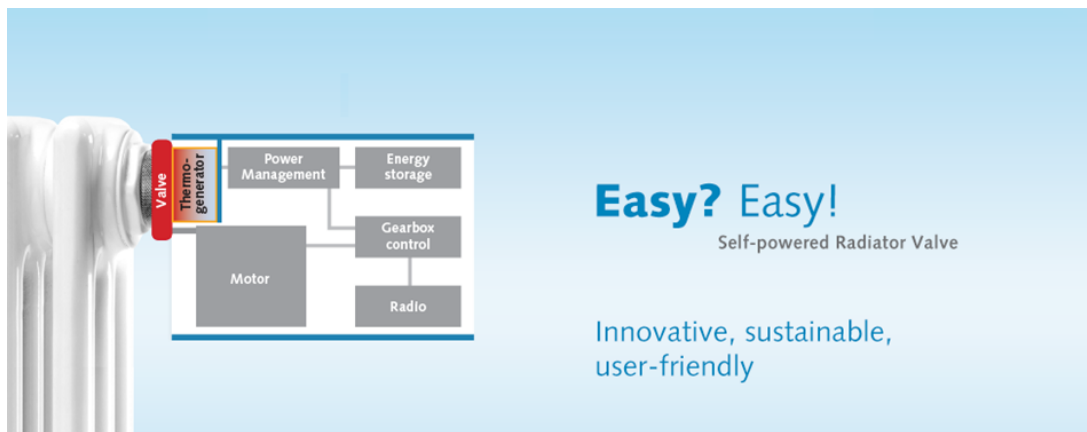 Valve
Thermo-
generator
Power
Management
Energy
storage
Gearbox
control
Motor
Radio
Easy? Easy!
Self-powered Radiator Valve
Innovative, sustainable,
user-friendly